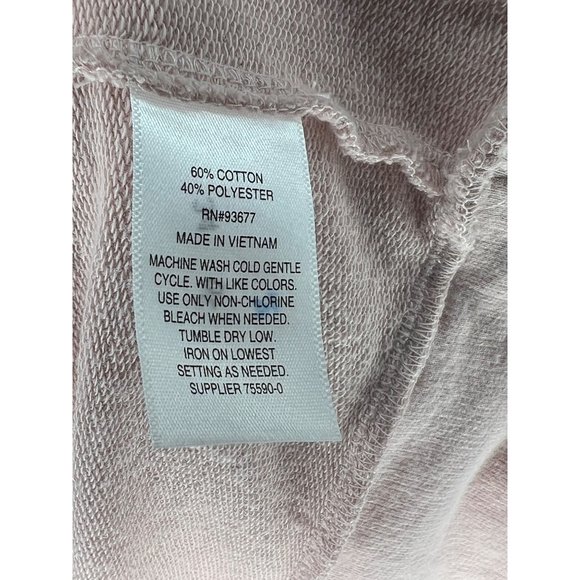 60% COTTON
40% POLYESTER
RN#93677
MADE IN VIETNAM
MACHINE WASH COLD GENTLE
CYCLE. WITH LIKE COLORS.
USE ONLY NON-CHLORINE
BLEACH WHEN NEEDED.
TUMBLE DRY LOW.
IRON ON LOWEST
SETTING AS NEEDED.
SUPPLIER 75590-0